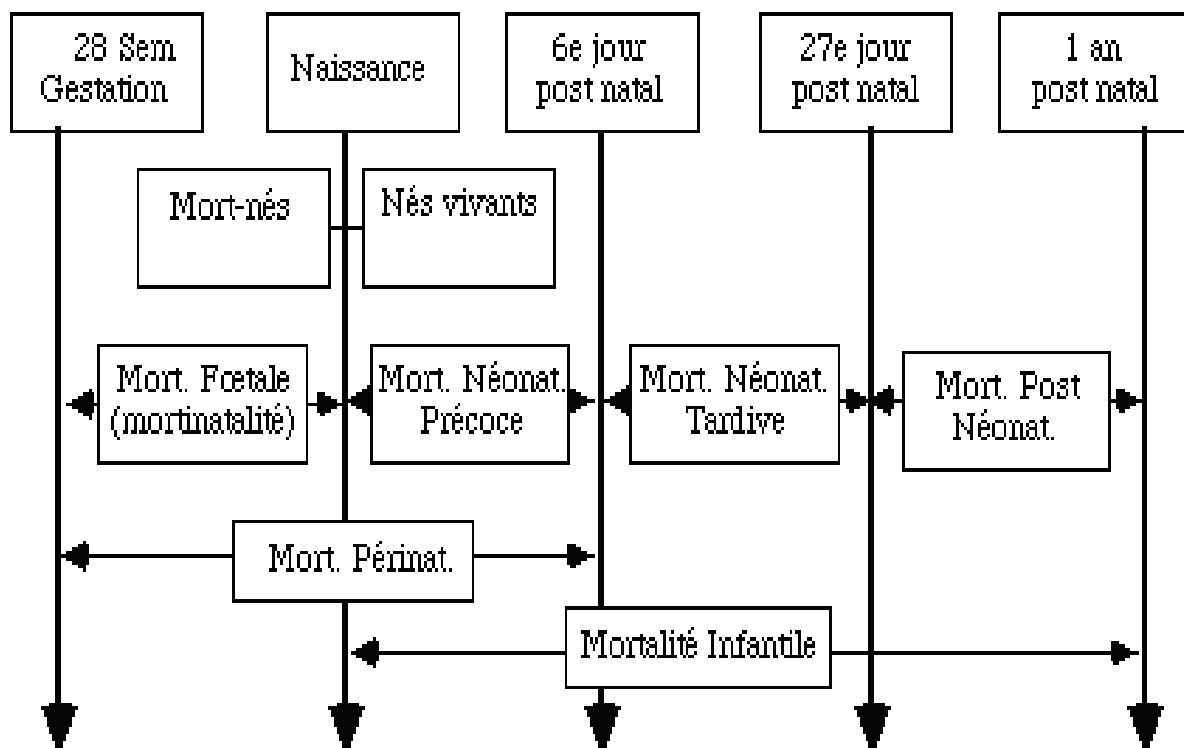 28 Sem
Gestation
Naissance
6e jour
post natal
27e jour
post natal
1 an
post natal
Mort-nés
Nés vivants
Mort. Fœtale
(mortinatalité)
Mort. Néonat.
Précoce
Mort. Néonat.
Tardive
Mort. Post
Néonat.
Mort. Périnat.
Mortalité Infantile